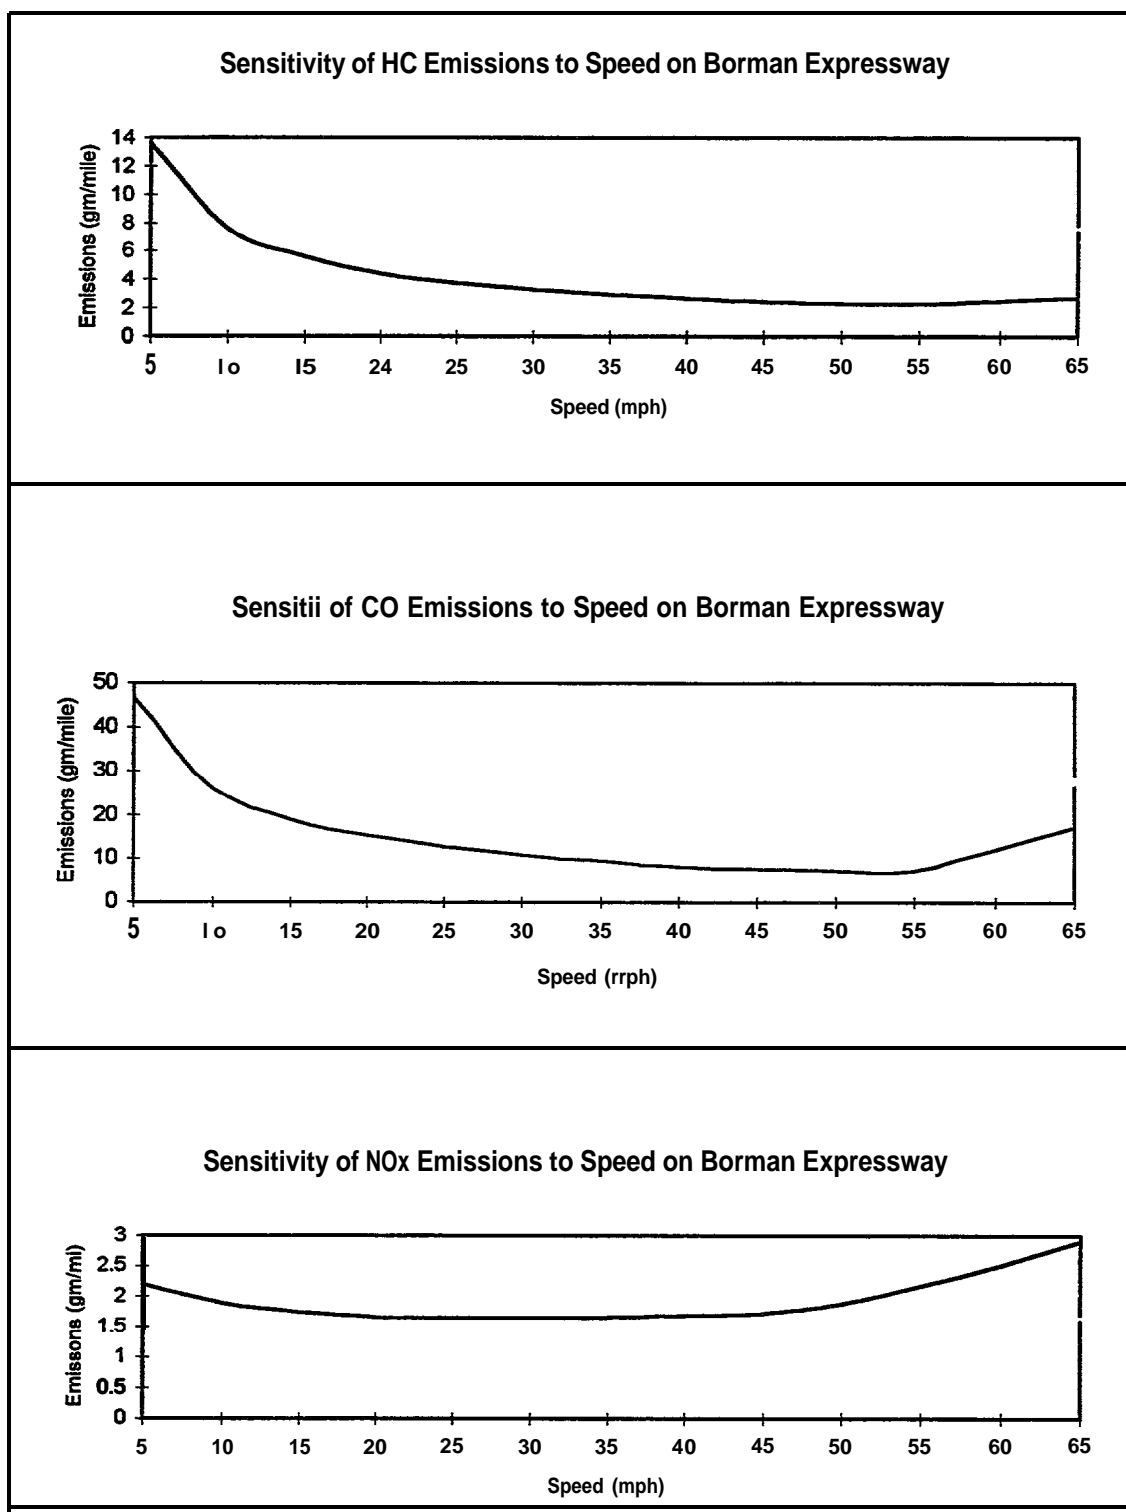 Sensitivity of HC Emissions to Speed on Borman Expressway
Emissions (gm/mile)
14
12
10
8
6
4
2
0
5 1o 15 24 25 30 35 40 45 50 55 60 65
Speed (mph)
Sensitii of CO Emissions to Speed on Borman Expressway
Emissions (gm/mile)
50
40
30
20
10
0
5 1o 15 20 25 30 35 40 45 50 55 60 65
Speed (rrph)
Sensitivity of NOx Emissions to Speed on Borman Expressway
Emissons (gm/ml)
3
2.5
2
1.5
1
0.5
0
5 10 15 20 25 30 35 40 45 50 55 60 65
Speed (mph)